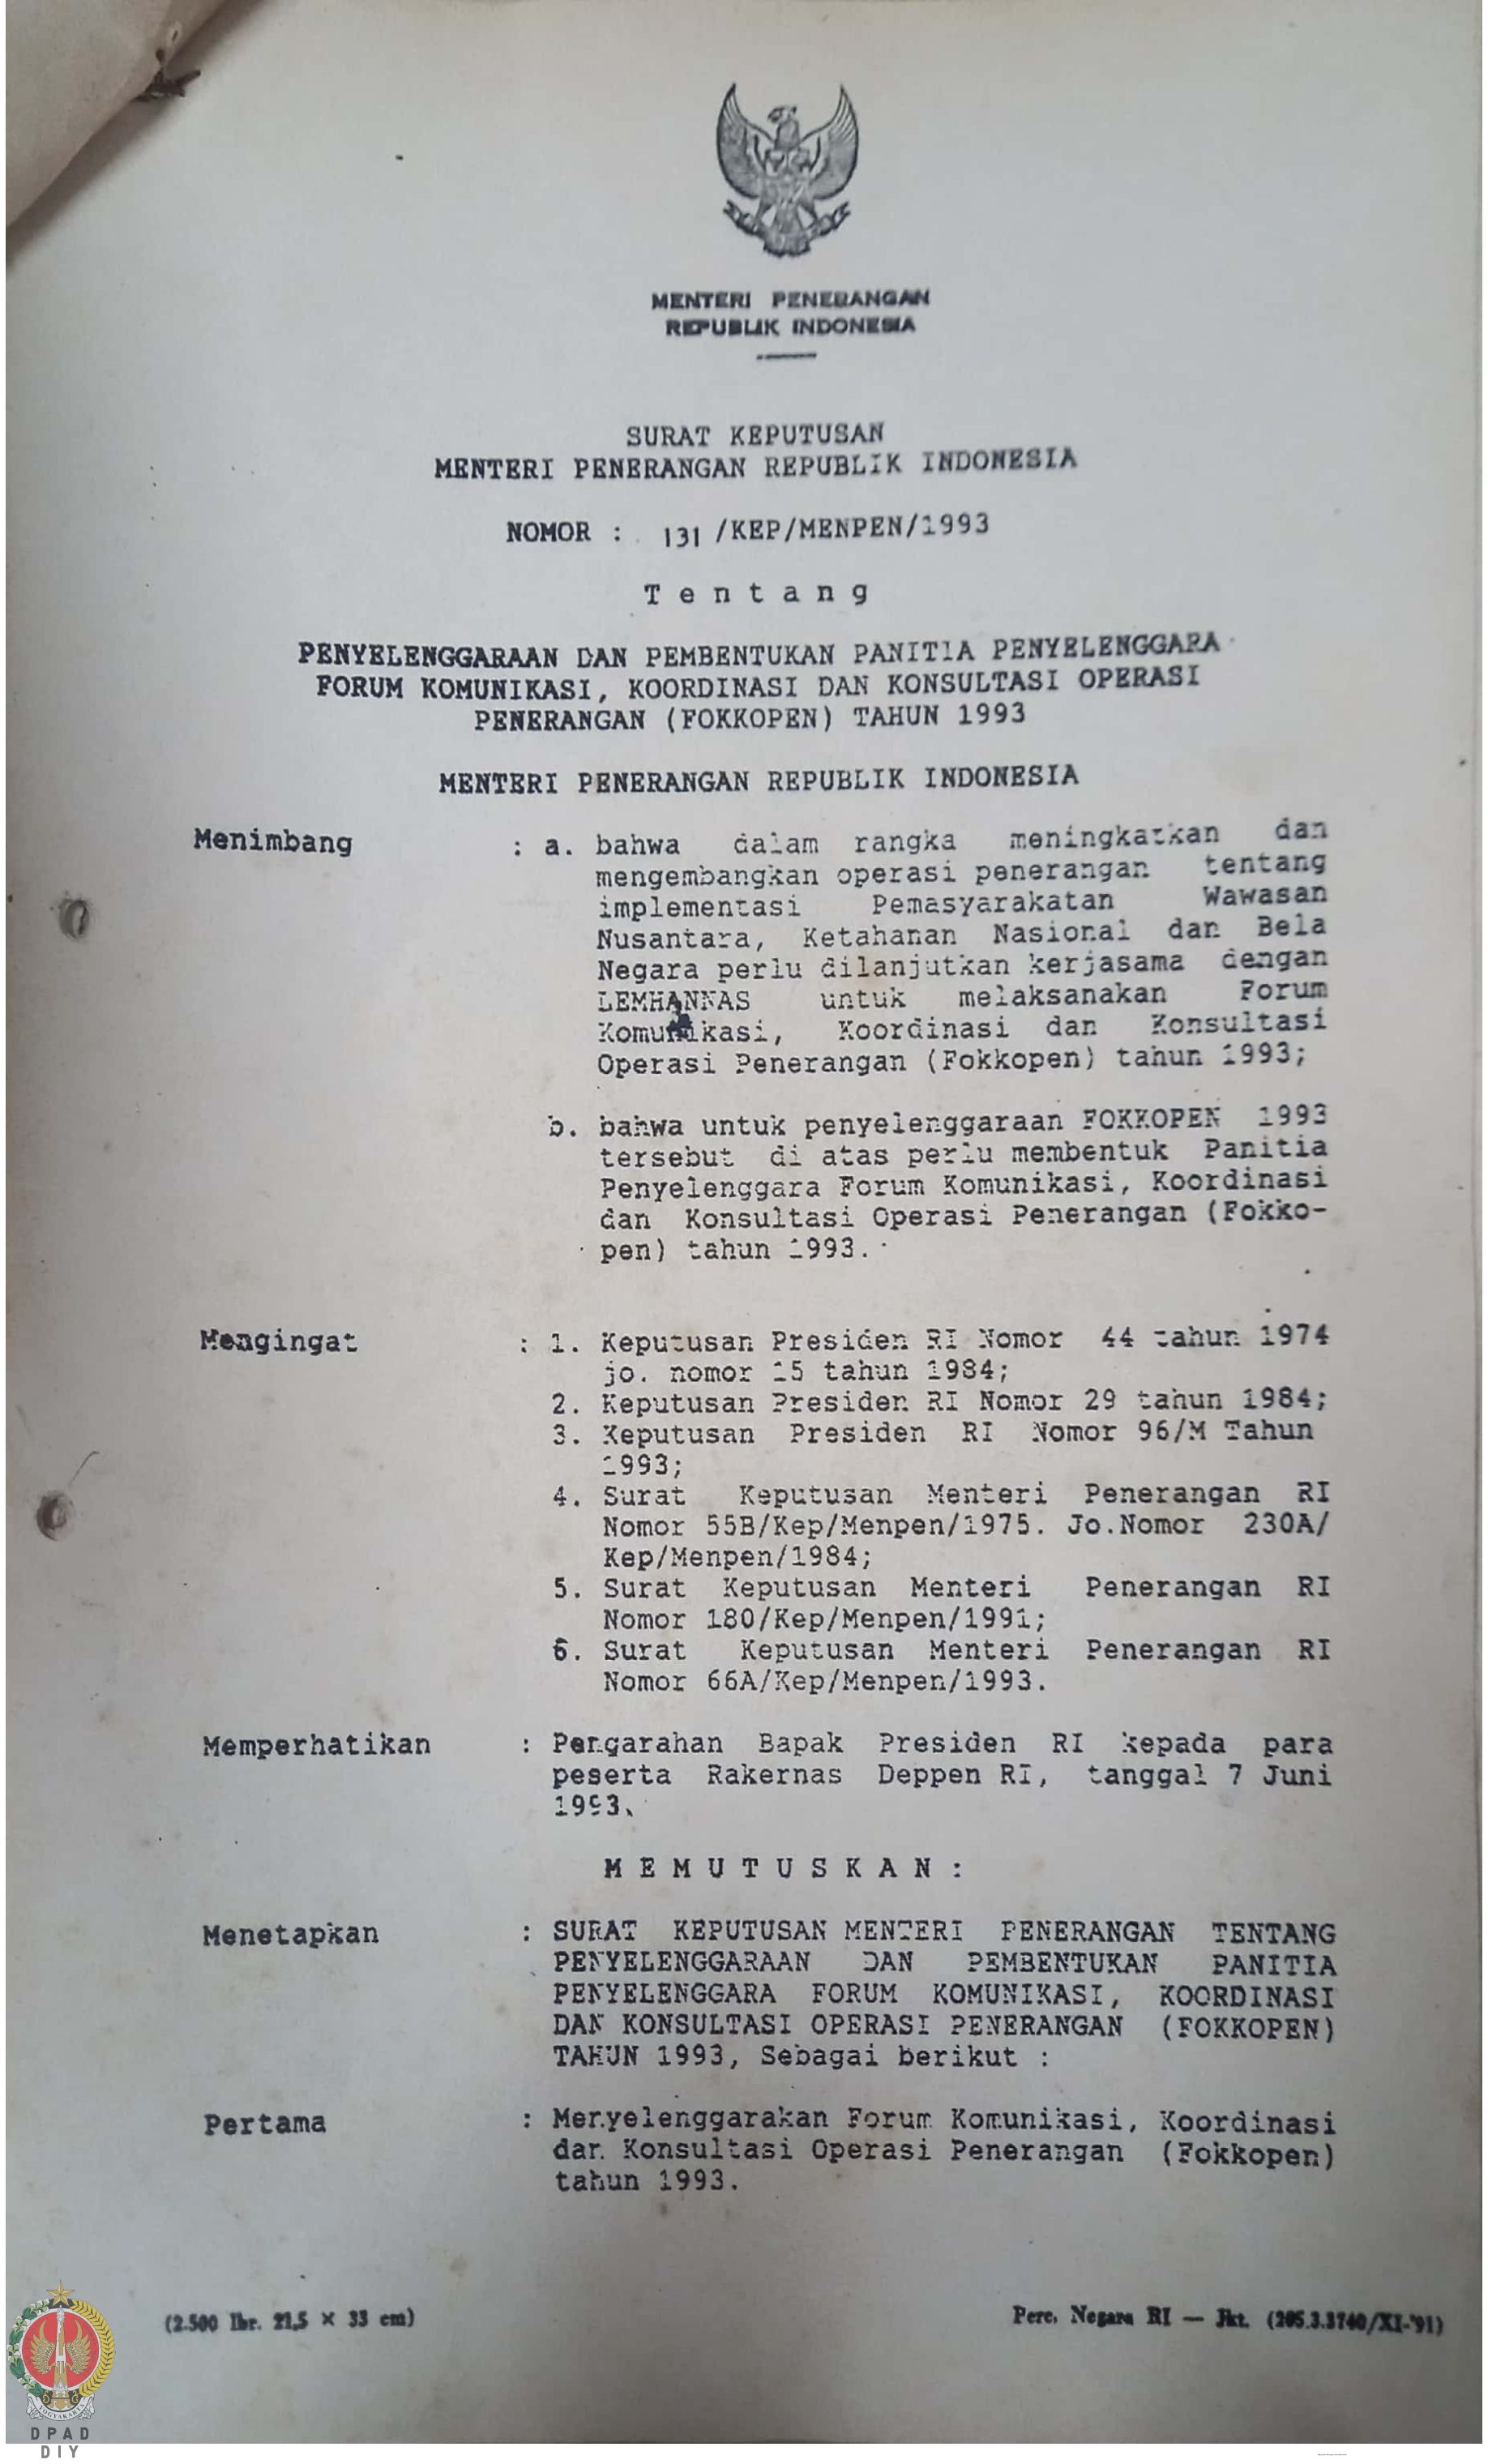 MENTERI PENERANGAN
REPUBLIK INDONESIA
SURAT KEPUTUSAN
MENTERI PENERANGAN REPUBLIK INDONESIA
NOMOR : 131 /KEP/MENPEN/1993
T e n t a n g
PENYELENGGARAAN DAN PEMBENTUKAN PANITIA PENYELENGGARA
FORUM KOMUNIKASI, KOORDINASI DAN KONSULTASI OPERASI
PENERANGAN (FOKKOPEN) TAHUN 1993
MENTERI PENERANGAN REPUBLIK INDONESIA
Menimbang : a. bahwa dalam rangka meningkatkan dan
mengembangkan operasi penerangan tentang
implementasi Pemasyarakatan Wawasan
Nusantara, Ketahanan Nasional dan Bela
Negara perlu dilanjutkan kerjasama dengan
LEMHANNAS untuk melaksanakan Forum
Komunikasi, Koordinasi dan Konsultasi
Operasi Penerangan (Fokkopen) tahun 1993;
b. bahwa untuk penyelenggaraan FOKKOPEN 1993
tersebut di atas perlu membentuk Panitia
Penyelenggara Forum Komunikasi, Koordinasi
dan Konsultasi Operasi Penerangan (Fokko-
pen) tahun 1993.
Mengingat : 1. Keputusan Presiden RI Nomor 44 tahun 1974
jo. nomor 15 tahun 1984;
2. Keputusan Presiden RI Nomor 29 tahun 1984;
3. Keputusan Presiden RI Nomor 96/M Tahun
1993;
4. Surat Keputusan Menteri Penerangan RI
Nomor 55B/Kep/Menpen/1975. Jo.Nomor 230A/
Kep/Menpen/1984;
5. Surat Keputusan Menteri Penerangan RI
Nomor 180/Kep/Menpen/1991;
6. Surat Keputusan Menteri Penerangan RI
Nomor 66A/Kep/Menpen/1993.
Memperhatikan : Pengarahan Bapak Presiden RI kepada para
peserta Rakernas Deppen RI, tanggal 7 Juni
1993.
M E M U T U S K A N :
Menetapkan : SURAT KEPUTUSAN MENTERI PENERANGAN TENTANG
PENYELENGGARAAN DAN PEMBENTUKAN PANITIA
PENYELENGGARA FORUM KOMUNIKASI, KOORDINASI
DAN KONSULTASI OPERASI PENERANGAN (FOKKOPEN)
TAHUN 1993, Sebagai berikut :
Pertama : Menyelenggarakan Forum Komunikasi, Koordinasi
dan Konsultasi Operasi Penerangan (Fokkopen)
tahun 1993.
(2.500 lbr. 21,5 × 33 cm) Perc. Negara RI — Jkt. (205.3.3740/XI-'91)
YOGYAKARTA
DPAD
DIY